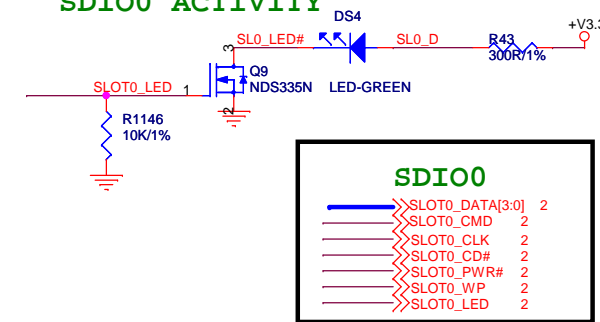 SDIO0 ACTIVITY
DS4
+V3.3
3
SL0_LED#
SL0_D
R43
300R/1%
Q9
NDS335N
LED-GREEN
SLOT0_LED
1
2
R1146
10K/1%
SDIO0
SLOT0_DATA[3:0] 2
SLOT0_CMD 2
SLOT0_CLK 2
SLOT0_CD# 2
SLOT0_PWR# 2
SLOT0_WP 2
SLOT0_LED 2